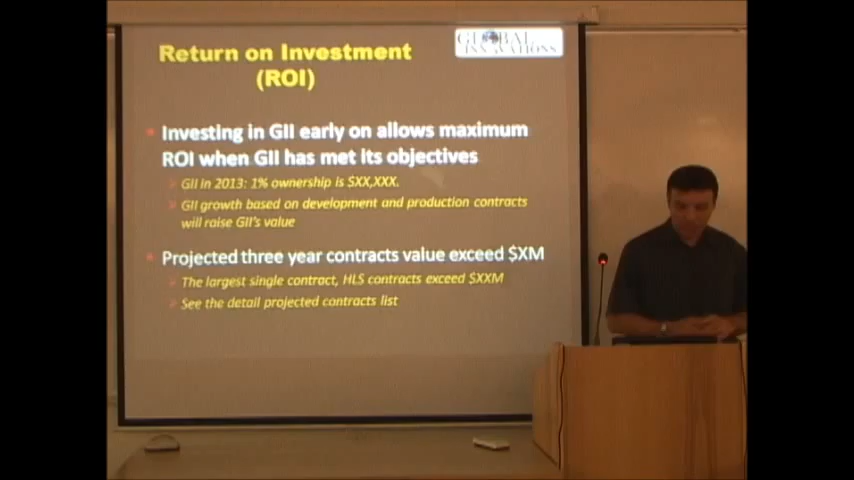 Return on Investment
(ROI)
GLOBAL
INNOVATIONS
Investing in GII early on allows maximum
ROI when GII has met its objectives
GII in 2013: 1% ownership is $XX,XXX.
GII growth based on development and production contracts
will raise GII's value
Projected three year contracts value exceed $XM
The largest single contract, HLS contracts exceed $XXM
See the detail projected contracts list